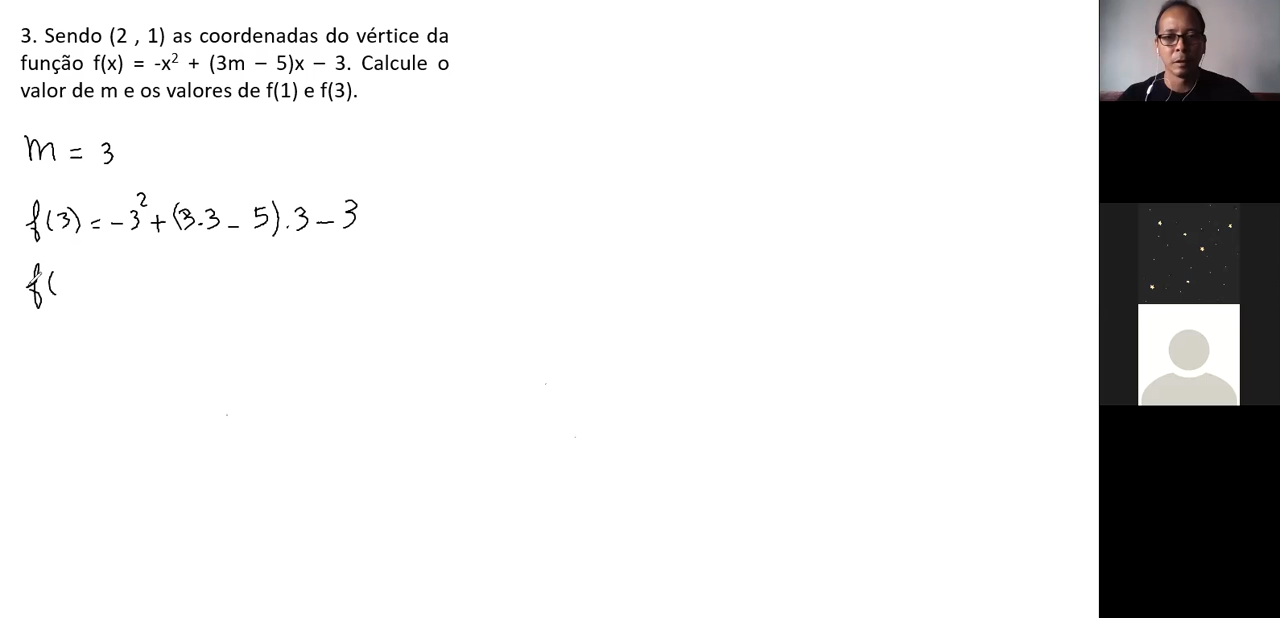 3. Sendo (2 , 1) as coordenadas do vértice da
função f(x) = -x² + (3m – 5)x – 3. Calcule o
valor de m e os valores de f(1) e f(3).
m = 3
f(3) = -3² + (3.3 - 5).3 - 3
f(